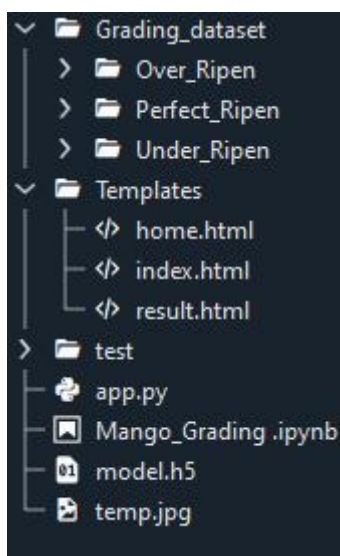 Grading_dataset
Over_Ripen
Perfect_Ripen
Under_Ripen
Templates
</> home.html
</> index.html
</> result.html
test
app.py
Mango_Grading .ipynb
01 model.h5
temp.jpg